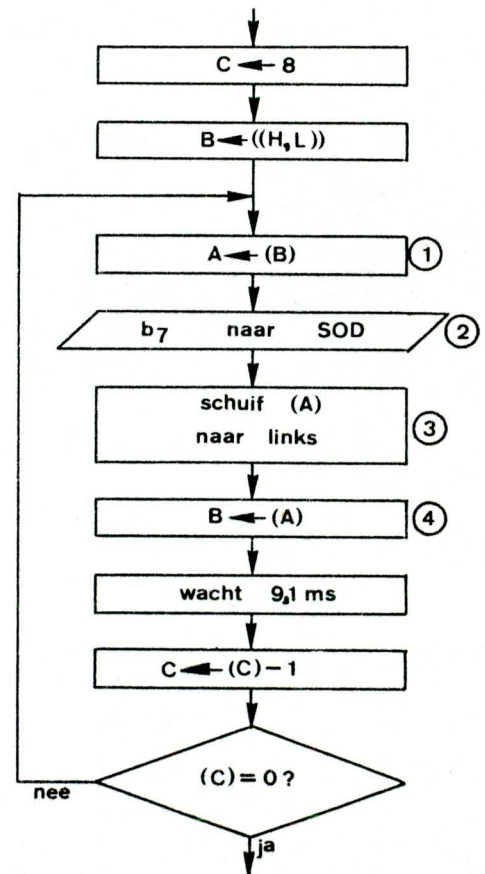 C ← 8
B ← ((H, L))
A ← (B)
1
b7 naar SOD
2
schuif (A)
naar links
3
B ← (A)
4
wacht 9,1 ms
C ← (C) - 1
(C) = 0 ?
nee
ja